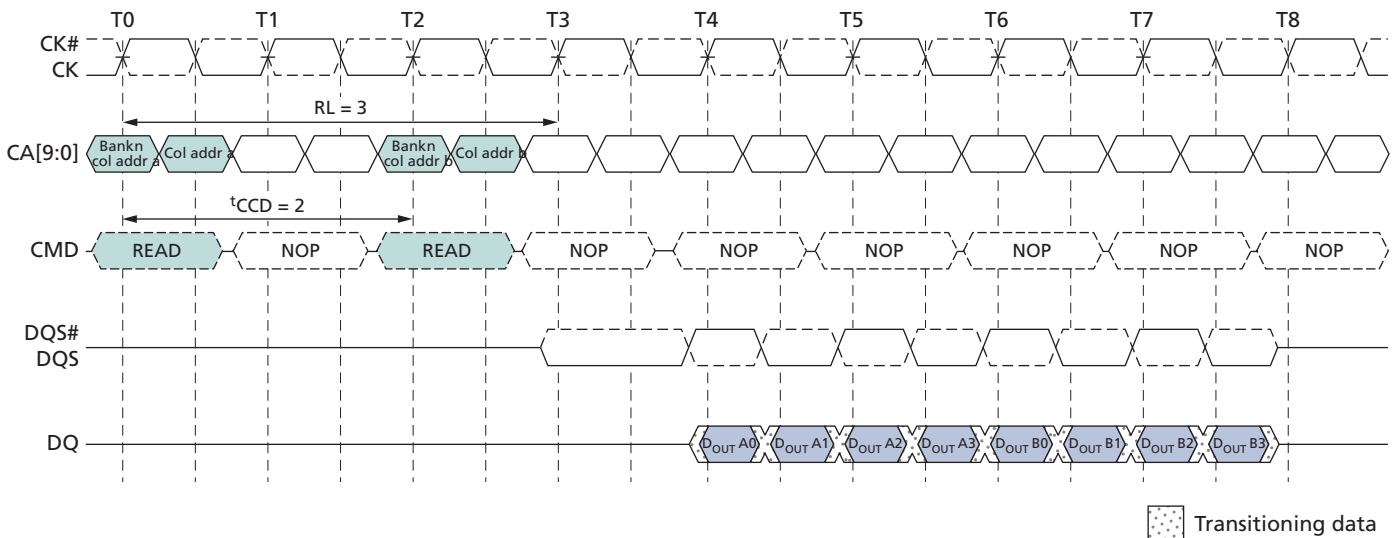 T0 T1 T2 T3 T4 T5 T6 T7 T8
CK#
CK
RL = 3
CA[9:0] Bankn col addr a Col addr a Bankn col addr b Col addr b
tCCD = 2
CMD READ NOP READ NOP NOP NOP NOP NOP NOP
DQS#
DQS
DQ DOUT A0 DOUT A1 DOUT A2 DOUT A3 DOUT B0 DOUT B1 DOUT B2 DOUT B3
Transitioning data